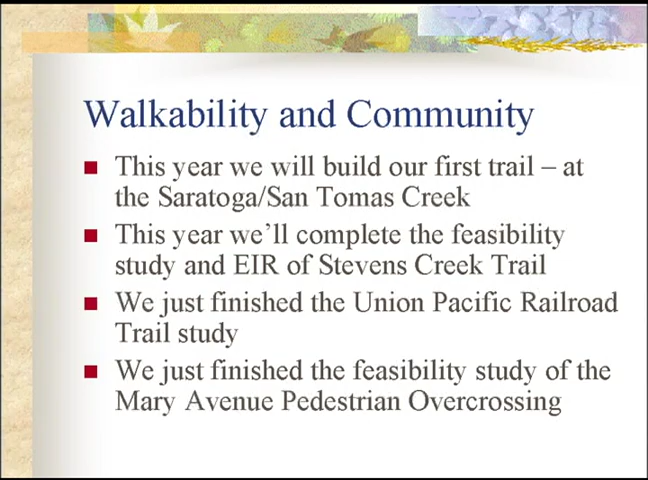 Walkability and Community
This year we will build our first trail – at
the Saratoga/San Tomas Creek
This year we'll complete the feasibility
study and EIR of Stevens Creek Trail
We just finished the Union Pacific Railroad
Trail study
We just finished the feasibility study of the
Mary Avenue Pedestrian Overcrossing